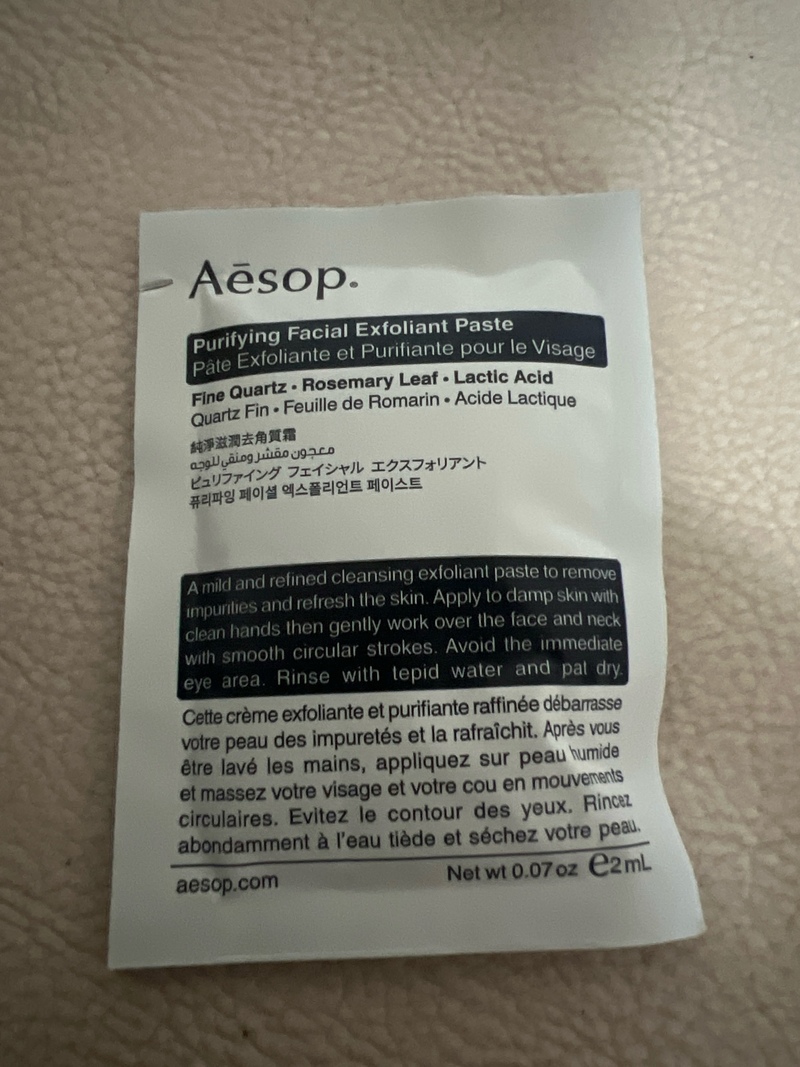 Aēsop.
Purifying Facial Exfoliant Paste
Pâte Exfoliante et Purifiante pour le Visage
Fine Quartz • Rosemary Leaf • Lactic Acid
Quartz Fin • Feuille de Romarin • Acide Lactique
純淨滋潤去角質霜
معجون مقشر ومنقي للوجه
ピュリファイング フェイシャル エクスフォリアント
퓨리파잉 페이셜 엑스폴리언트 페이스트
A mild and refined cleansing exfoliant paste to remove
impurities and refresh the skin. Apply to damp skin with
clean hands then gently work over the face and neck
with smooth circular strokes. Avoid the immediate
eye area. Rinse with tepid water and pat dry.
Cette crème exfoliante et purifiante raffinée débarrasse
votre peau des impuretés et la rafraîchit. Après vous
être lavé les mains, appliquez sur peau humide
et massez votre visage et votre cou en mouvements
circulaires. Evitez le contour des yeux. Rincez
abondamment à l'eau tiède et séchez votre peau.
aesop.com
Net wt 0.07 oz ℮2 mL